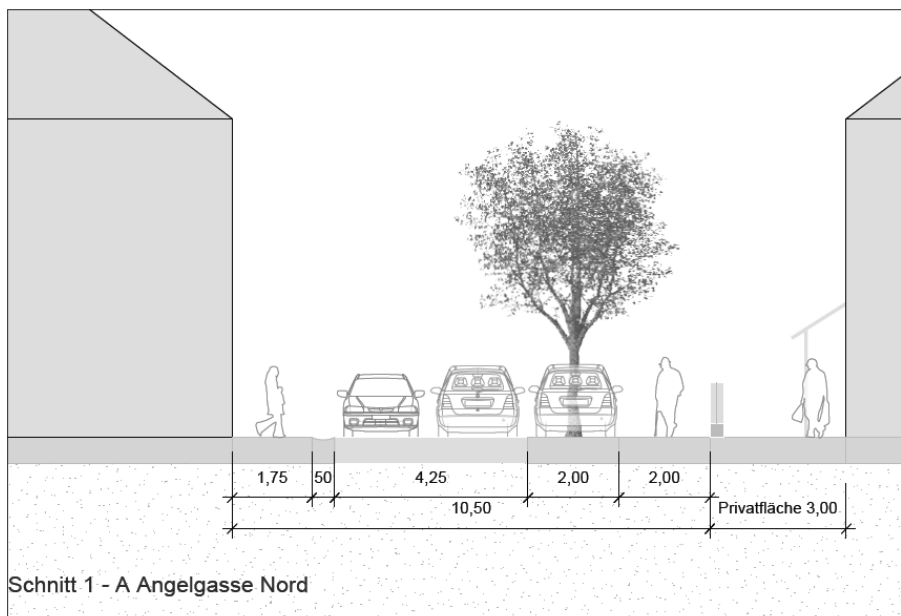 1,75 50 4,25 2,00 2,00
10,50 Privatfläche 3,00
Schnitt 1 - A Angelgasse Nord